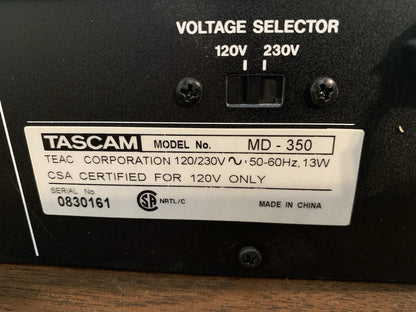 VOLTAGE SELECTOR
120V 230V
TASCAM MODEL No. MD - 350
TEAC CORPORATION 120/230V ∿, 50-60Hz, 13W
CSA CERTIFIED FOR 120V ONLY
SERIAL No.
0830161 SA NRTL/C MADE IN CHINA